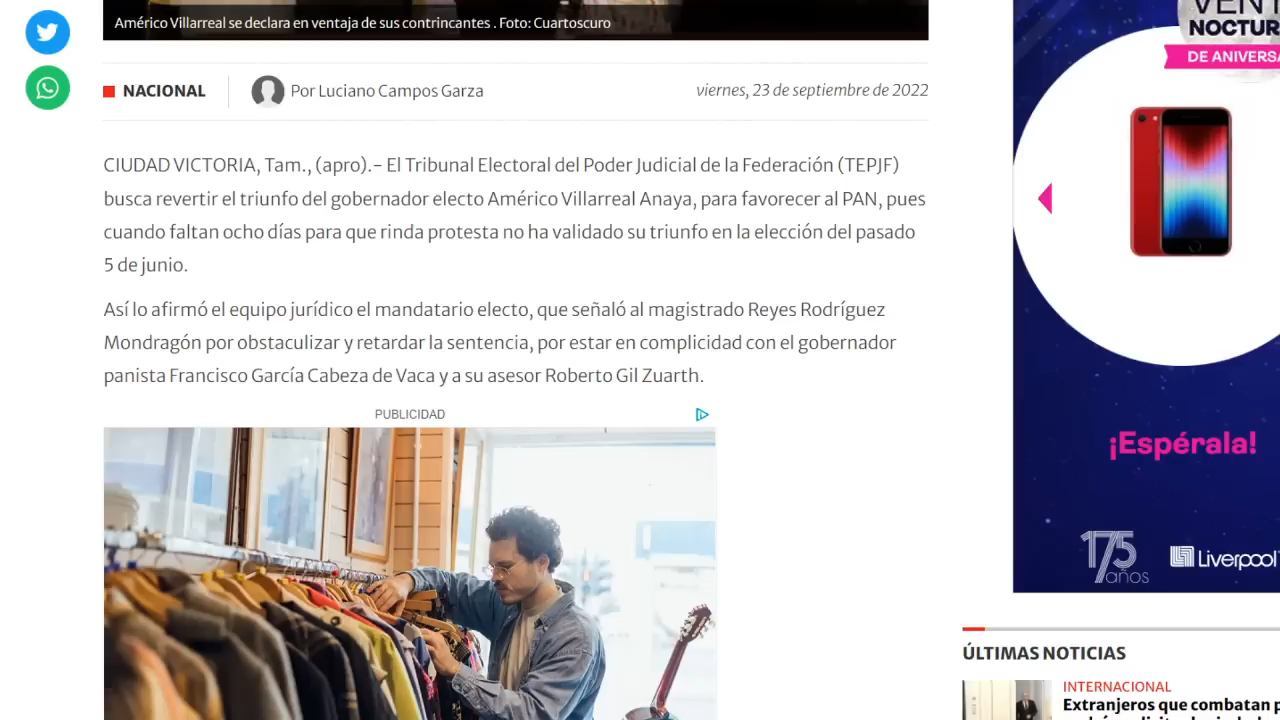 Américo Villarreal se declara en ventaja de sus contrincantes . Foto: Cuartoscuro
NACIONAL
Por Luciano Campos Garza
viernes, 23 de septiembre de 2022
CIUDAD VICTORIA, Tam., (apro).- El Tribunal Electoral del Poder Judicial de la Federación (TEPJF)
busca revertir el triunfo del gobernador electo Américo Villarreal Anaya, para favorecer al PAN, pues
cuando faltan ocho días para que rinda protesta no ha validado su triunfo en la elección del pasado
5 de junio.
Así lo afirmó el equipo jurídico el mandatario electo, que señaló al magistrado Reyes Rodríguez
Mondragón por obstaculizar y retardar la sentencia, por estar en complicidad con el gobernador
panista Francisco García Cabeza de Vaca y a su asesor Roberto Gil Zuarth.
PUBLICIDAD
VENT
NOCTUR
DE ANIVERSA
¡Espérala!
175
años
Liverpool
ÚLTIMAS NOTICIAS
INTERNACIONAL
Extranjeros que combatan p